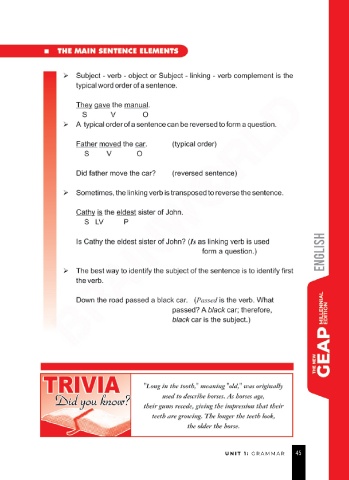 ■ THE MAIN SENTENCE ELEMENTS
➢ Subject - verb - object or Subject - linking - verb complement is the
typical word order of a sentence.
They gave the manual.
S V O
➢ A typical order of a sentence can be reversed to form a question.
Father moved the car. (typical order)
S V O
Did father move the car? (reversed sentence)
➢ Sometimes, the linking verb is transposed to reverse the sentence.
Cathy is the eldest sister of John.
S LV P
Is Cathy the eldest sister of John? (Is as linking verb is used
form a question.)
➢ The best way to identify the subject of the sentence is to identify first
the verb.
Down the road passed a black car. (Passed is the verb. What
passed? A black car; therefore,
black car is the subject.)
ENGLISH
THE NEW GEAP MILLENNIAL
EDITION
TRIVIA
Did you know?
"Long in the tooth," meaning "old," was originally
used to describe horses. As horses age,
their gums recede, giving the impression that their
teeth are growing. The longer the teeth look,
the older the horse.
UNIT 1: GRAMMAR 45